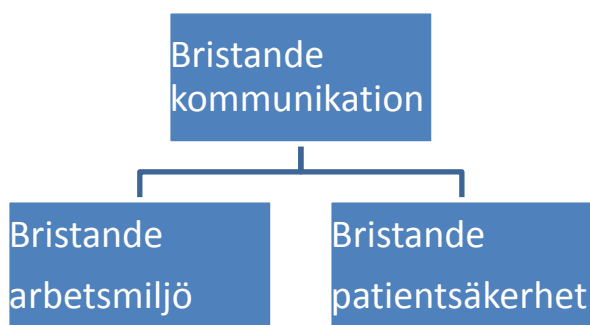 Bristande
kommunikation
Bristande
arbetsmiljö
Bristande
patientsäkerhet